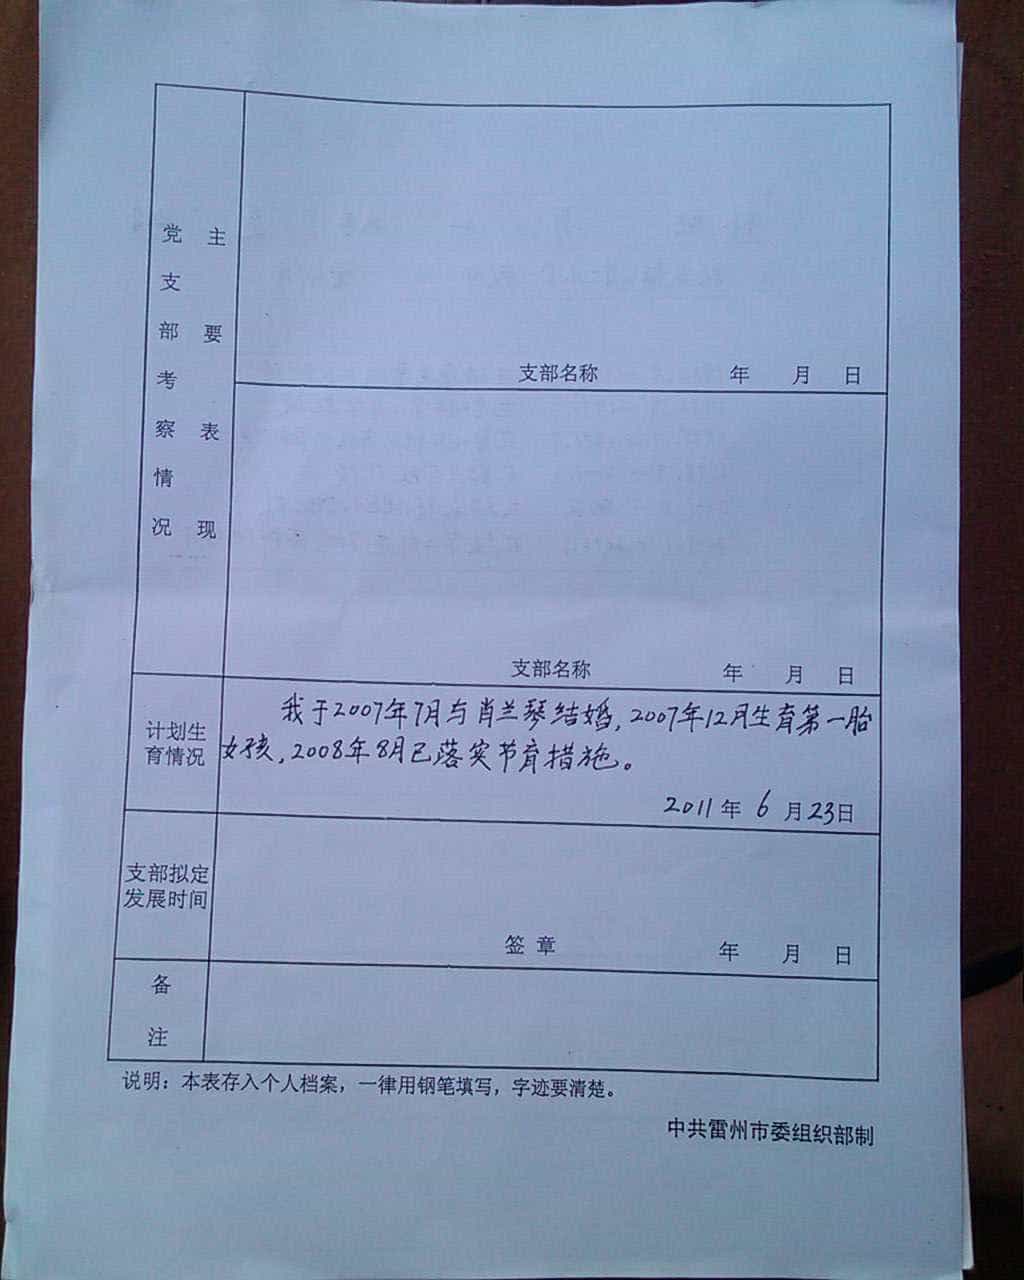 党支部考察情况
主要表现
支部名称 年 月 日
支部名称 年 月 日
计划生
育情况
我于2007年7月与肖兰琴结婚,2007年12月生育第一胎
女孩,2008年8月已落实节育措施。
2011年6月23日
支部拟定
发展时间
签章 年 月 日
备
注
说明:本表存入个人档案,一律用钢笔填写,字迹要清楚。
中共雷州市委组织部制